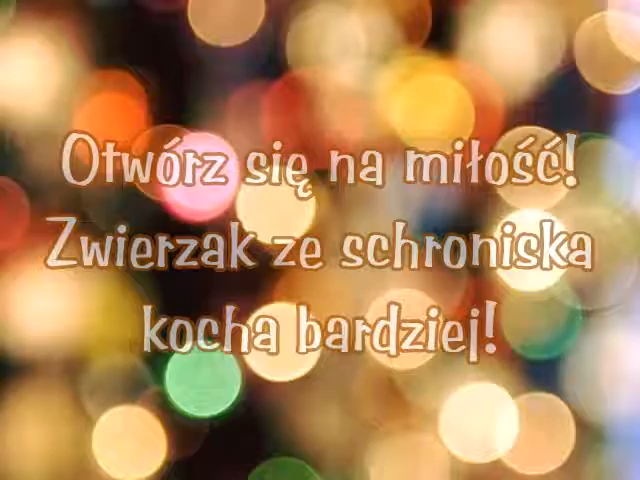 Otwórz się na miłość!
Zwierzak ze schroniska
kocha bardziej!